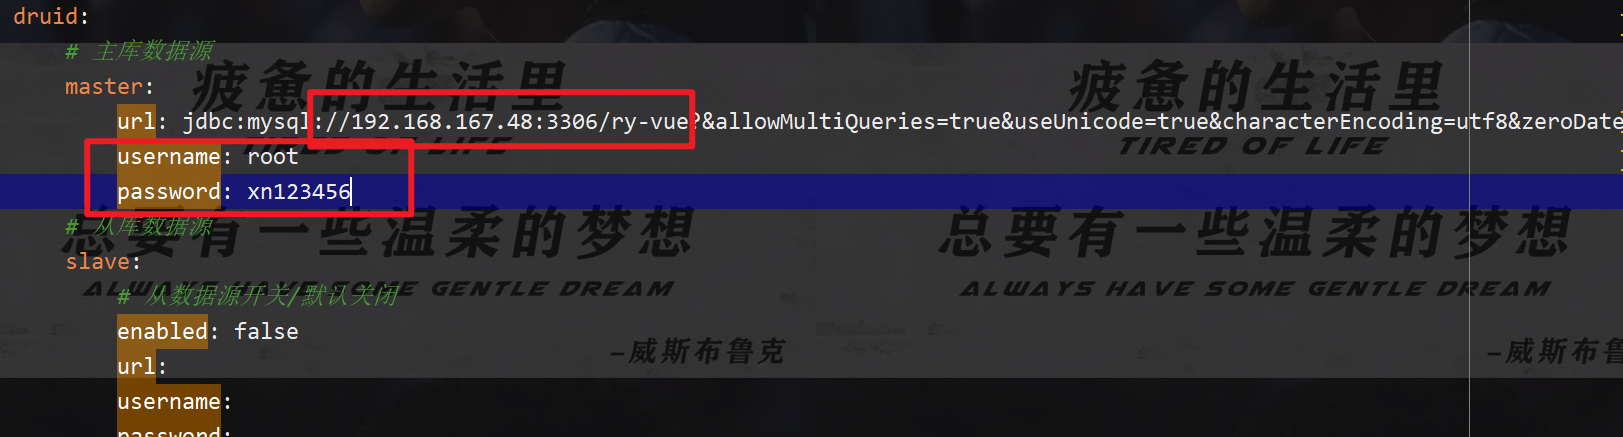 druid:
# 主库数据源
疲惫的生活里
疲惫的生活里
master:
url: jdbc:mysql://192.168.167.48:3306/ry-vue?&allowMultiQueries=true&useUnicode=true&characterEncoding=utf8&zeroDate
TIRED OF LIFE
TIRED OF LIFE
username: root
password: xn123456
# 从库数据源
总要有一些温柔的梦想
总要有一些温柔的梦想
slave:
ALWAYS HAVE SOME GENTLE DREAM
ALWAYS HAVE SOME GENTLE DREAM
# 从数据源开关/默认关闭
enabled: false
-威斯布鲁克
-威斯布鲁克
url:
username:
password: